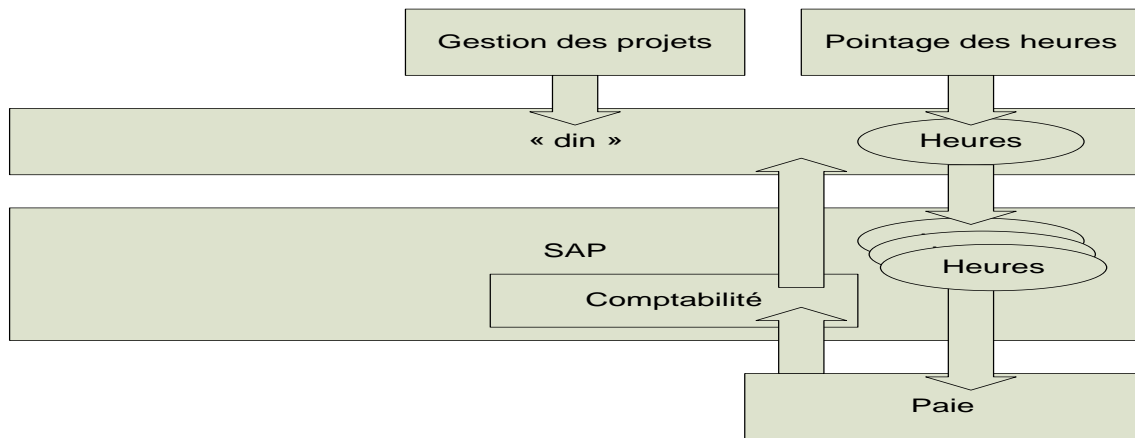 Gestion des projets
Pointage des heures
« din »
Heures
SAP
Heures
Comptabilité
Paie